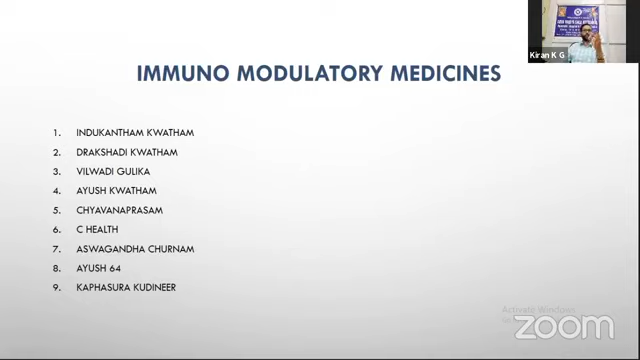 Kiran K G
IMMUNO MODULATORY MEDICINES
1. INDUKANTHAM KWATHAM
2. DRAKSHADI KWATHAM
3. VILWADI GULIKA
4. AYUSH KWATHAM
5. CHYAVANAPRASAM
6. C HEALTH
7. ASWAGANDHA CHURNAM
8. AYUSH 64
9. KAPHASURA KUDINEER
Activate Windows
zoom